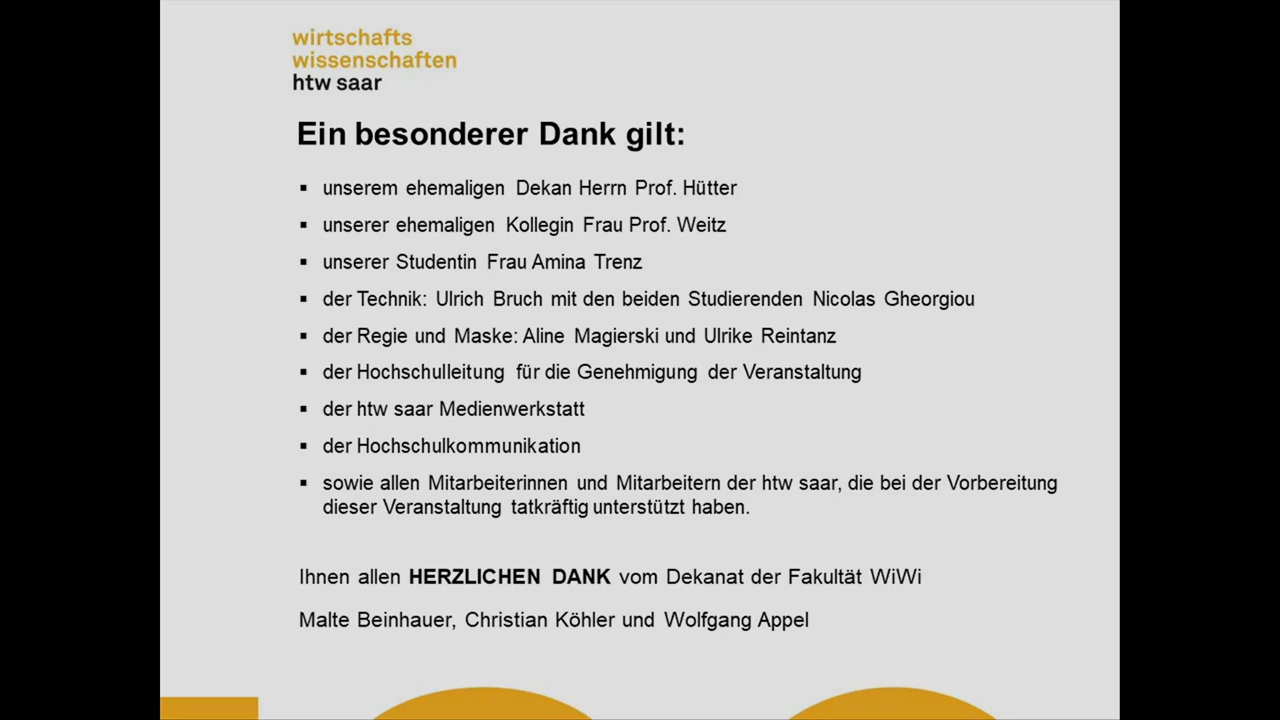 wirtschafts
wissenschaften
htw saar
Ein besonderer Dank gilt:
▪ unserem ehemaligen Dekan Herrn Prof. Hütter
▪ unserer ehemaligen Kollegin Frau Prof. Weitz
▪ unserer Studentin Frau Amina Trenz
▪ der Technik: Ulrich Bruch mit den beiden Studierenden Nicolas Gheorgiou
▪ der Regie und Maske: Aline Magierski und Ulrike Reintanz
▪ der Hochschulleitung für die Genehmigung der Veranstaltung
▪ der htw saar Medienwerkstatt
▪ der Hochschulkommunikation
▪ sowie allen Mitarbeiterinnen und Mitarbeitern der htw saar, die bei der Vorbereitung
dieser Veranstaltung tatkräftig unterstützt haben.
Ihnen allen HERZLICHEN DANK vom Dekanat der Fakultät WiWi
Malte Beinhauer, Christian Köhler und Wolfgang Appel